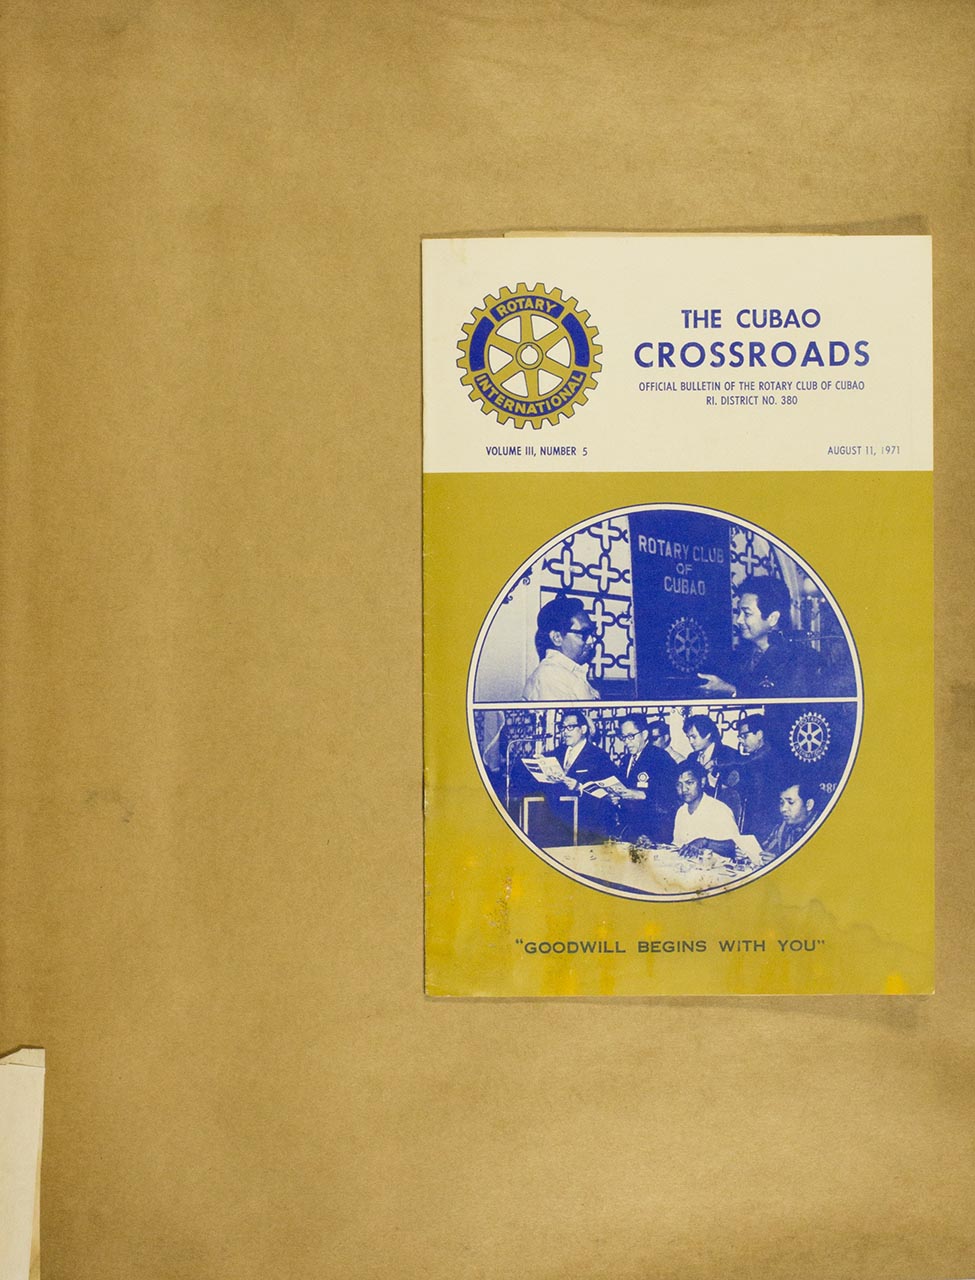 ROTARY
INTERNATIONAL
THE CUBAO
CROSSROADS
OFFICIAL BULLETIN OF THE ROTARY CLUB OF CUBAO
RI. DISTRICT NO. 380
VOLUME III, NUMBER 5
AUGUST 11, 1971
ROTARY CLUB
OF
CUBAO
380
"GOODWILL BEGINS WITH YOU"